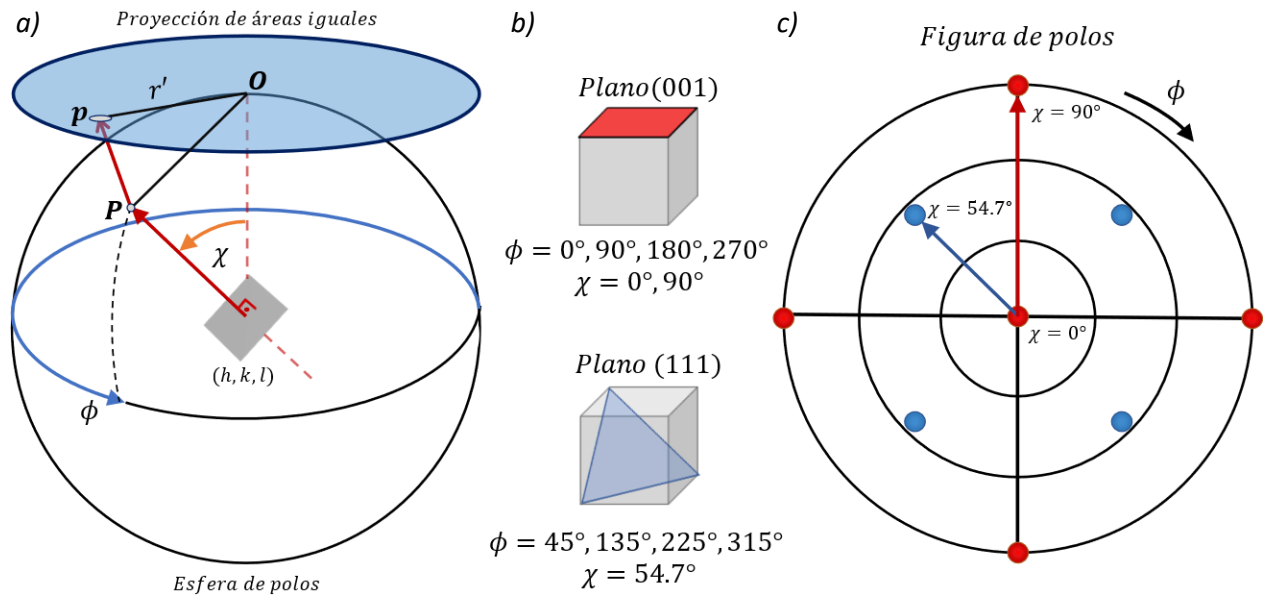 a)
Proyección de áreas iguales
O
r'
p
P
χ
(h, k, l)
ϕ
Esfera de polos
b)
Plano(001)
ϕ = 0°, 90°, 180°, 270°
χ = 0°, 90°
Plano (111)
ϕ = 45°, 135°, 225°, 315°
χ = 54.7°
c)
Figura de polos
ϕ
χ = 90°
χ = 54.7°
χ = 0°